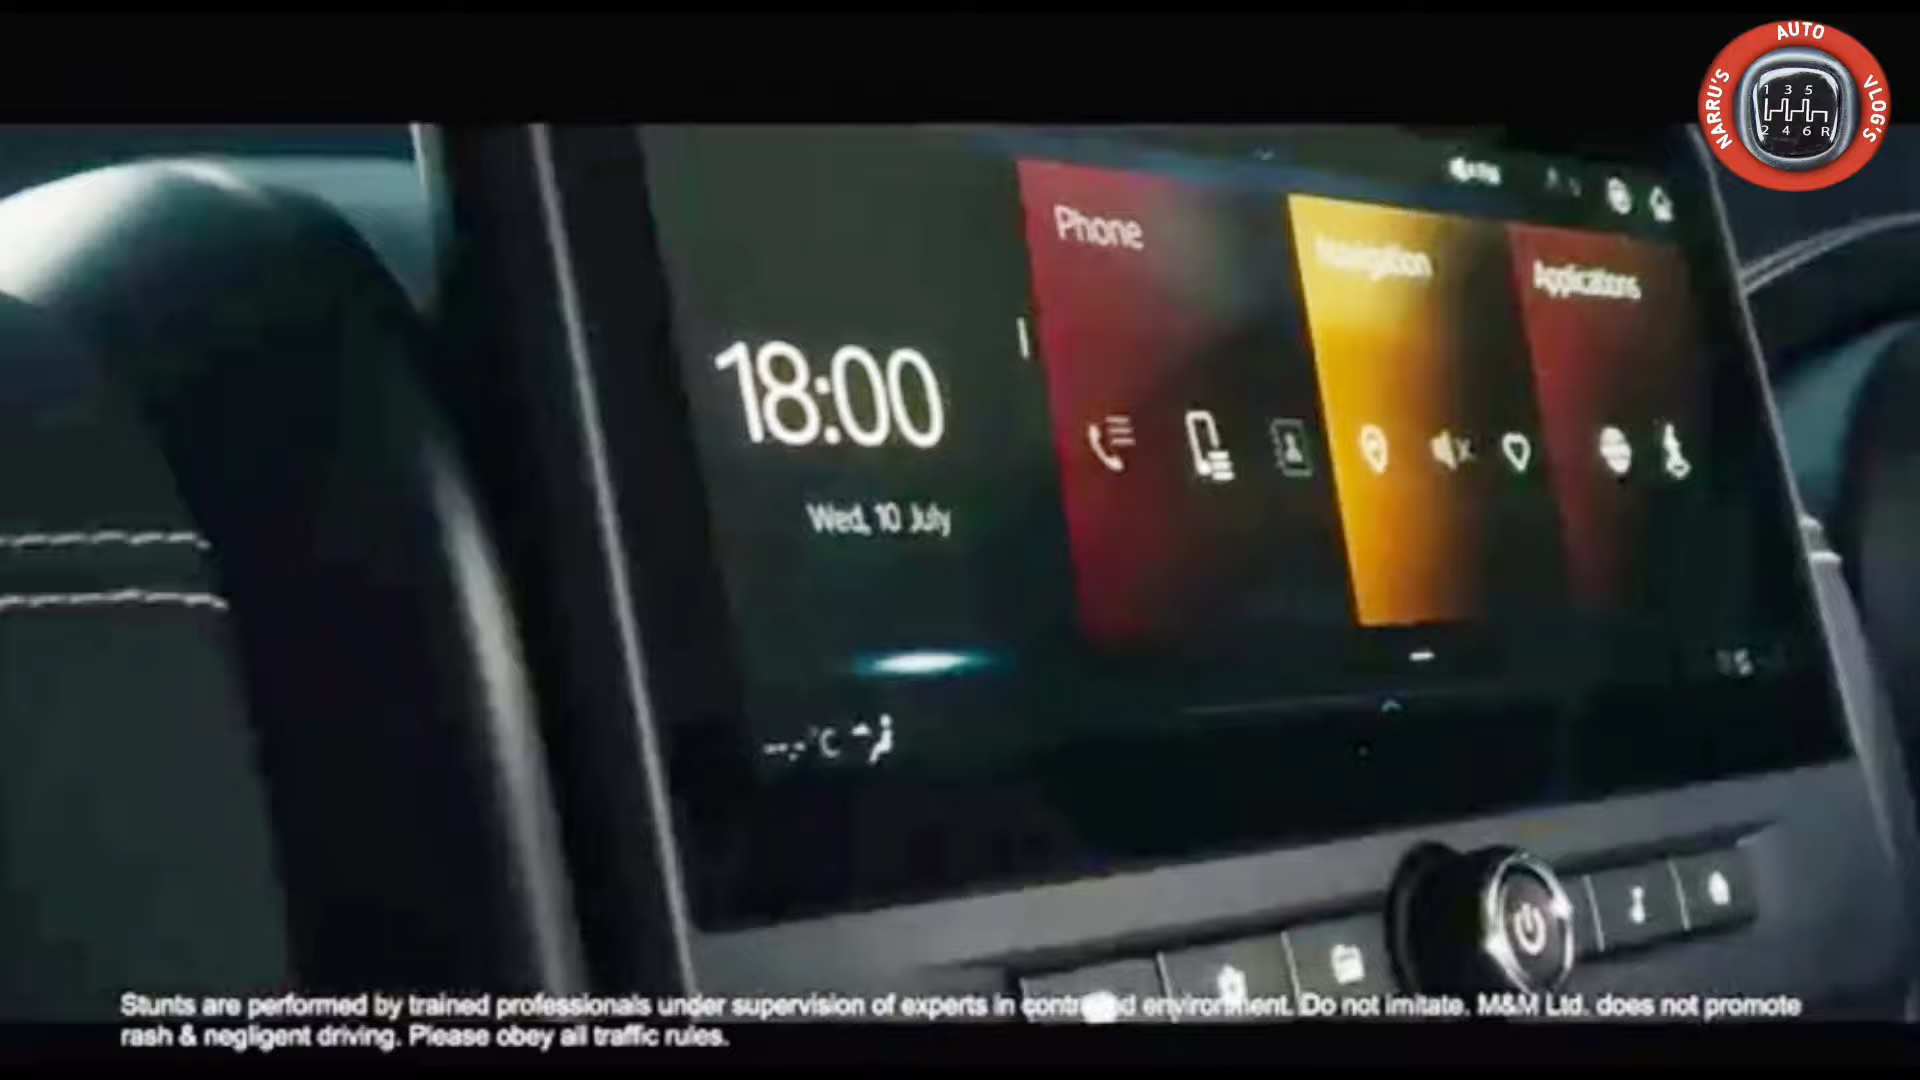 AUTO
NARRU'S
VLOG'S
1 3 5
2 4 6 R
Phone
Navigation
Applications
18:00
Wed, 10 July
--.-°C
Stunts are performed by trained professionals under supervision of experts in controlled environment. Do not imitate. M&M Ltd. does not promote
rash & negligent driving. Please obey all traffic rules.